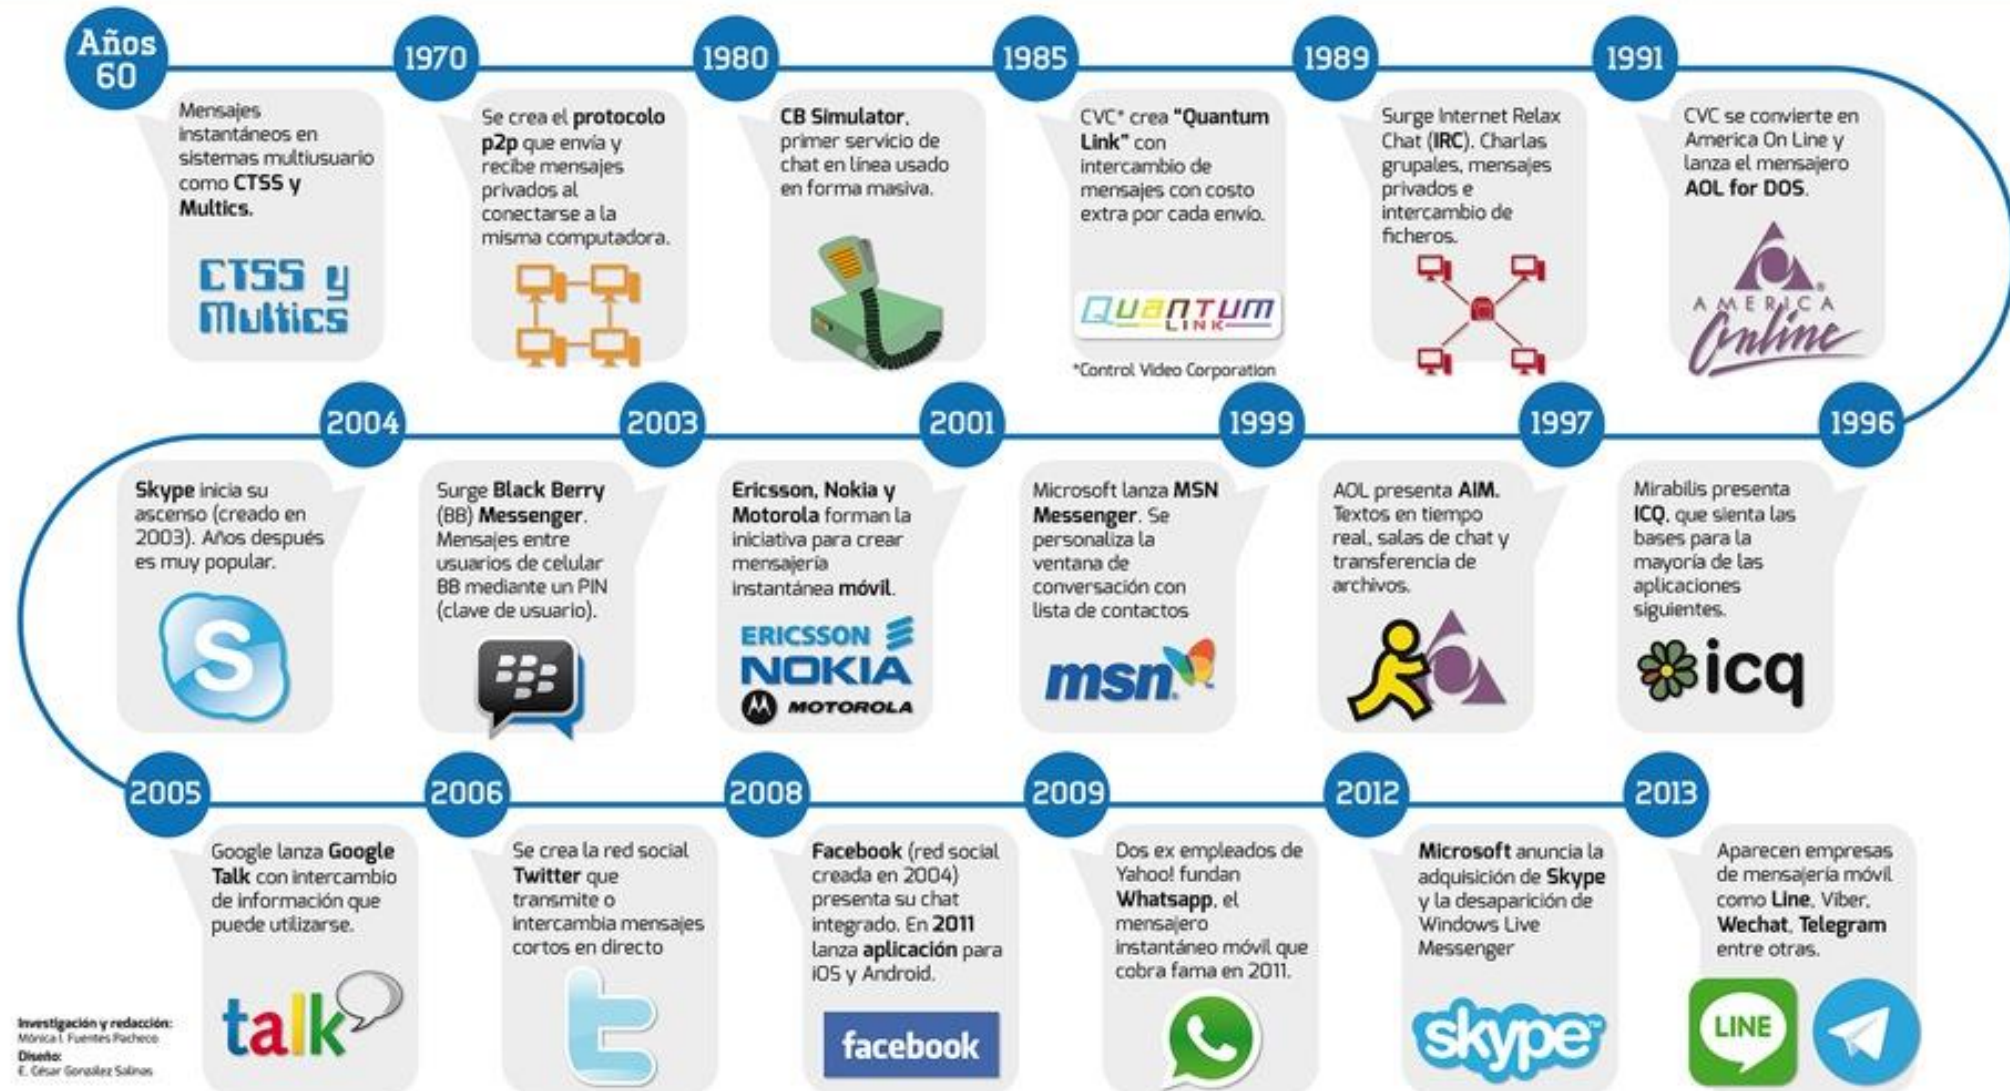 Años
60
Mensajes
instantáneos en
sistemas multiusuario
como CTSS y
Multics.
CTSS y
Multics
1970
Se crea el protocolo
p2p que envía y
recibe mensajes
privados al
conectarse a la
misma computadora.
1980
CB Simulator,
primer servicio de
chat en línea usado
en forma masiva.
1985
CVC* crea "Quantum
Link" con
intercambio de
mensajes con costo
extra por cada envío.
QUANTUM
LINK
*Control Video Corporation
1989
Surge Internet Relax
Chat (IRC). Charlas
grupales, mensajes
privados e
intercambio de
ficheros.
1991
CVC se convierte en
America On Line y
lanza el mensajero
AOL for DOS.
AMERICA
Online
1996
Mirabilis presenta
ICQ, que sienta las
bases para la
mayoría de las
aplicaciones
siguientes.
icq
1997
AOL presenta AIM.
Textos en tiempo
real, salas de chat y
transferencia de
archivos.
1999
Microsoft lanza MSN
Messenger. Se
personaliza la
ventana de
conversación con
lista de contactos
msn
2001
Ericsson, Nokia y
Motorola forman la
iniciativa para crear
mensajería
instantánea móvil.
ERICSSON
NOKIA
MOTOROLA
2003
Surge Black Berry
(BB) Messenger.
Mensajes entre
usuarios de celular
BB mediante un PIN
(clave de usuario).
2004
Skype inicia su
ascenso (creado en
2003). Años después
es muy popular.
S
2005
Google lanza Google
Talk con intercambio
de información que
puede utilizarse.
talk
2006
Se crea la red social
Twitter que
transmite o
intercambia mensajes
cortos en directo
t
2008
Facebook (red social
creada en 2004)
presenta su chat
integrado. En 2011
lanza aplicación para
iOS y Android.
facebook
2009
Dos ex empleados de
Yahoo! fundan
Whatsapp, el
mensajero
instantáneo móvil que
cobra fama en 2011.
2012
Microsoft anuncia la
adquisición de Skype
y la desaparición de
Windows Live
Messenger
skype
2013
Aparecen empresas
de mensajería móvil
como Line, Viber,
Wechat, Telegram
entre otras.
LINE
Investigación y redacción:
Mónica I. Fuentes Pacheco
Diseño:
E. César González Salinas